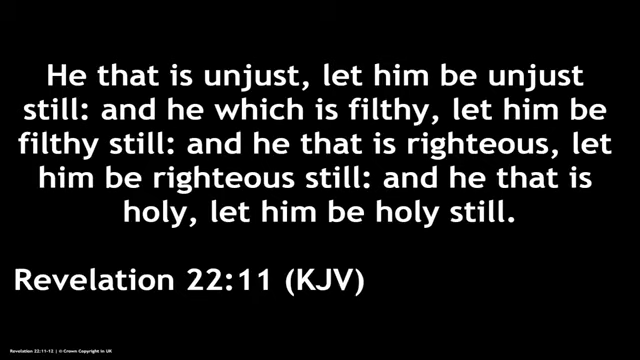 He that is unjust, let him be unjust
still: and he which is filthy, let him be
filthy still: and he that is righteous, let
him be righteous still: and he that is
holy, let him be holy still.
Revelation 22:11 (KJV)
Revelation 22:11-12 | © Crown Copyright in UK